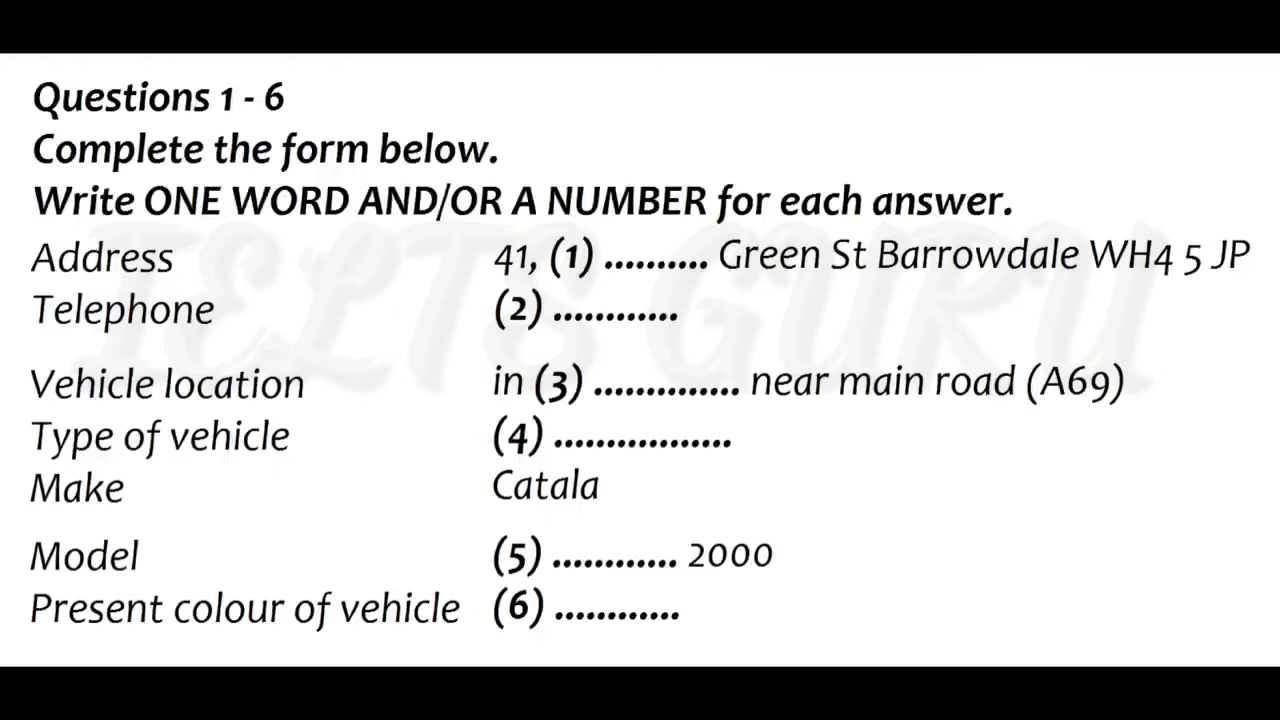 Questions 1 - 6
Complete the form below.
Write ONE WORD AND/OR A NUMBER for each answer.
Address 41, (1) .......... Green St Barrowdale WH4 5 JP
Telephone (2) ............
Vehicle location in (3) .............. near main road (A69)
Type of vehicle (4) .................
Make Catala
Model (5) ............ 2000
Present colour of vehicle (6) ............
IELTS GURU